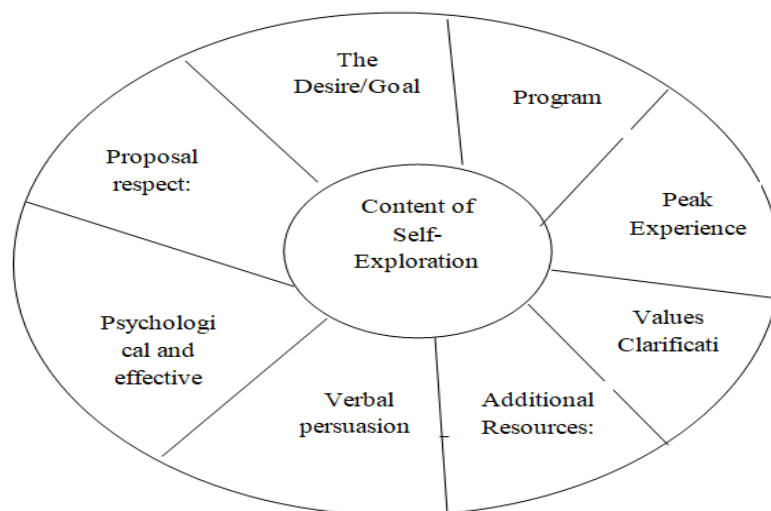 The
Desire/Goal
Program
Peak
Experience
Values
Clarificati
Additional
Resources:
Verbal
persuasion
Psychologi
cal and
effective
Proposal
respect:
Content of
Self-
Exploration